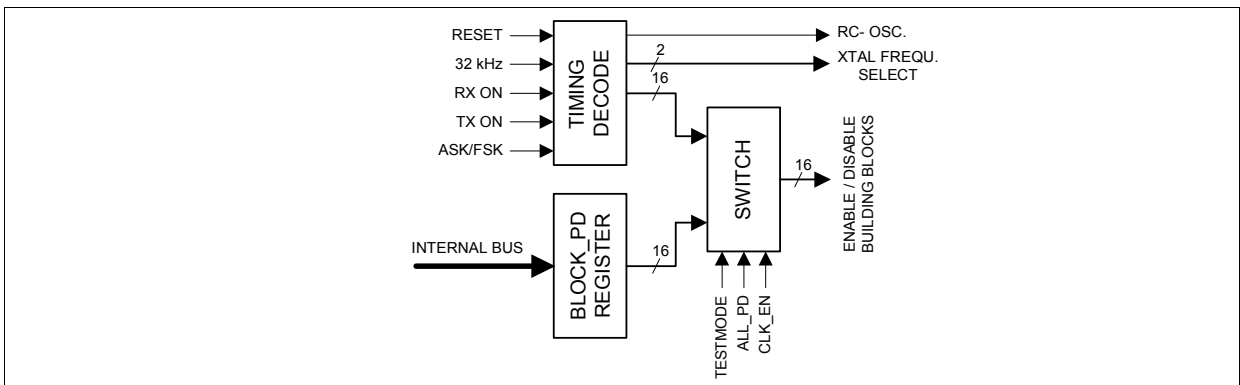 RESET
32 kHz
RX ON
TX ON
ASK/FSK
TIMING
DECODE
RC- OSC.
2
XTAL FREQU.
SELECT
16
SWITCH
16
ENABLE / DISABLE
BUILDING BLOCKS
INTERNAL BUS
BLOCK_PD
REGISTER
16
TESTMODE
ALL_PD
CLK_EN